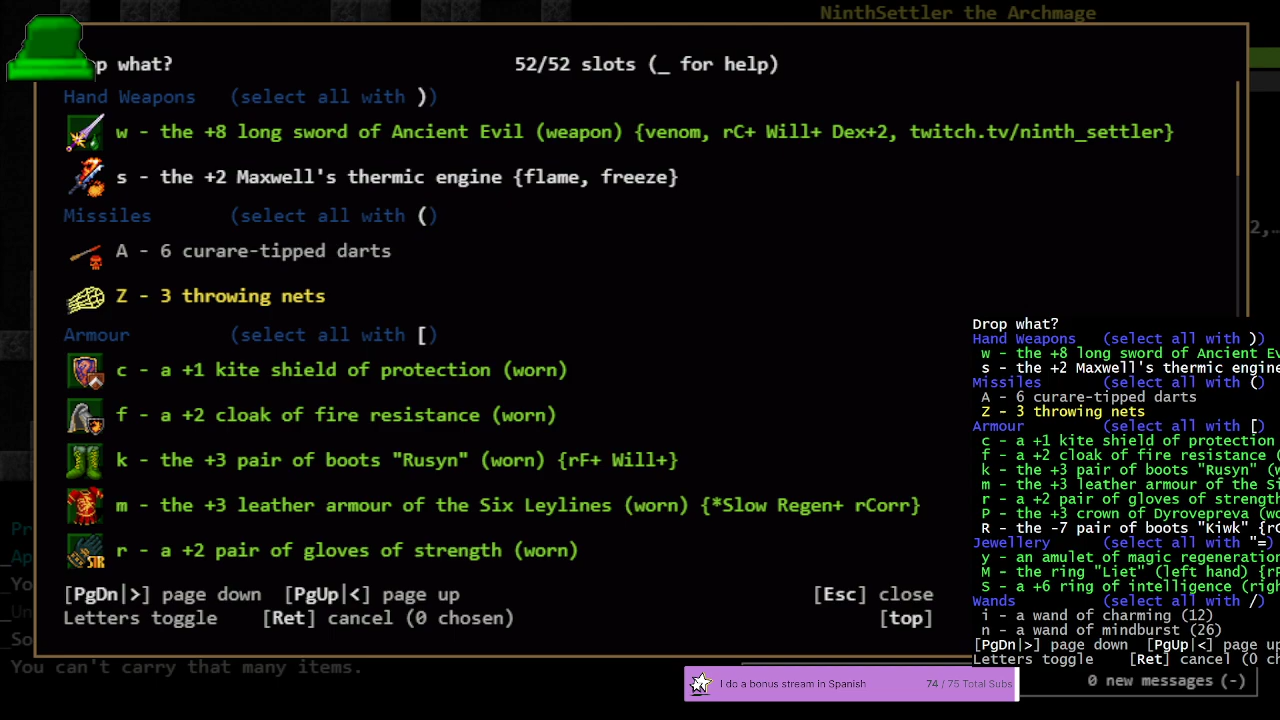 NinthSettler the Archmage
p what? 52/52 slots (_ for help)
Hand Weapons (select all with ))
w - the +8 long sword of Ancient Evil (weapon) {venom, rC+ Will+ Dex+2, twitch.tv/ninth_settler}
s - the +2 Maxwell's thermic engine {flame, freeze}
Missiles (select all with ()
A - 6 curare-tipped darts
Z - 3 throwing nets
Armour (select all with [)
c - a +1 kite shield of protection (worn)
f - a +2 cloak of fire resistance (worn)
k - the +3 pair of boots "Rusyn" (worn) {rF+ Will+}
m - the +3 leather armour of the Six Leylines (worn) {*Slow Regen+ rCorr}
r - a +2 pair of gloves of strength (worn)
STR
[PgDn|>] page down [PgUp|<] page up [Esc] close
Letters toggle [Ret] cancel (0 chosen) [top]
You can't carry that many items.
2,…
Drop what?
Hand Weapons (select all with ))
w - the +8 long sword of Ancient Ev
s - the +2 Maxwell's thermic engine
Missiles (select all with ()
A - 6 curare-tipped darts
Z - 3 throwing nets
Armour (select all with [)
c - a +1 kite shield of protection
f - a +2 cloak of fire resistance (
k - the +3 pair of boots "Rusyn" (w
m - the +3 leather armour of the Si
r - a +2 pair of gloves of strength
P - the +3 crown of Dyrovepreva (wo
R - the -7 pair of boots "Kiwk" {rC
Jewellery (select all with "=)
y - an amulet of magic regeneration
M - the ring "Liet" (left hand) {rF
S - a +6 ring of intelligence (righ
Wands (select all with /)
i - a wand of charming (12)
n - a wand of mindburst (26)
[PgDn|>] page down [PgUp|<] page up
Letters toggle [Ret] cancel (0 ch
0 new messages (-)
I do a bonus stream in Spanish 74 / 75 Total Subs